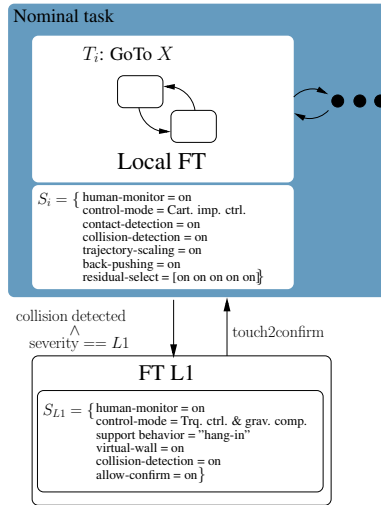 Nominal task
T_i: GoTo X
Local FT
S_i = { human-monitor = on
control-mode = Cart. imp. ctrl.
contact-detection = on
collision-detection = on
trajectory-scaling = on
back-pushing = on
residual-select = [on on on on on]}
collision detected
∧
severity == L1
touch2confirm
FT L1
S_{L1} = {human-monitor = on
control-mode = Trq. ctrl. & grav. comp.
support behavior = ”hang-in”
virtual-wall = on
collision-detection = on
allow-confirm = on}